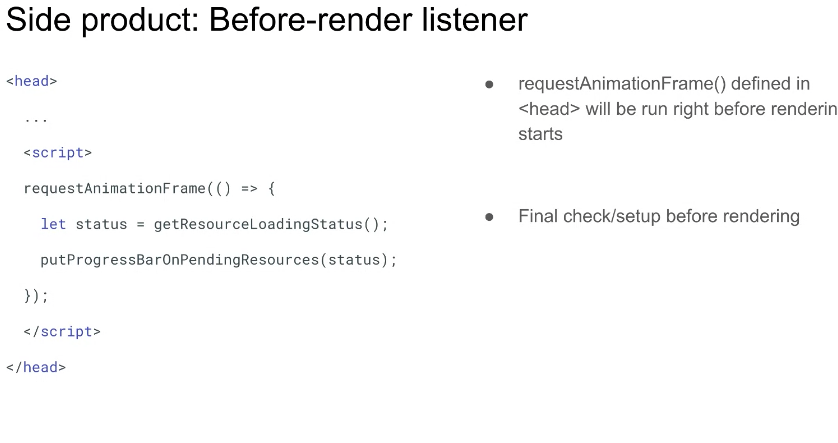 Side product: Before-render listener
<head>
...
<script>
requestAnimationFrame(() => {
let status = getResourceLoadingStatus();
putProgressBarOnPendingResources(status);
});
</script>
</head>
● requestAnimationFrame() defined in
<head> will be run right before renderin
starts
● Final check/setup before rendering